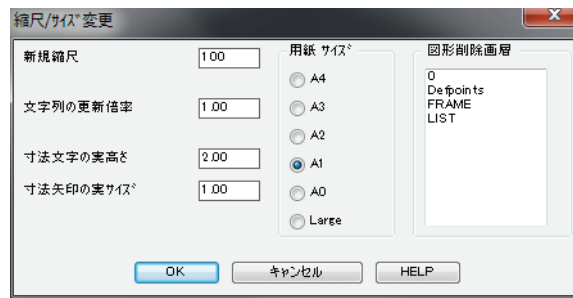 縮尺/サイズ変更
新規縮尺
100
文字列の更新倍率
1.00
寸法文字の実高さ
2.00
寸法矢印の実サイズ
1.00
用紙 サイズ
A4
A3
A2
A1
A0
Large
図形削除画層
0
Defpoints
FRAME
LIST
OK
キャンセル
HELP